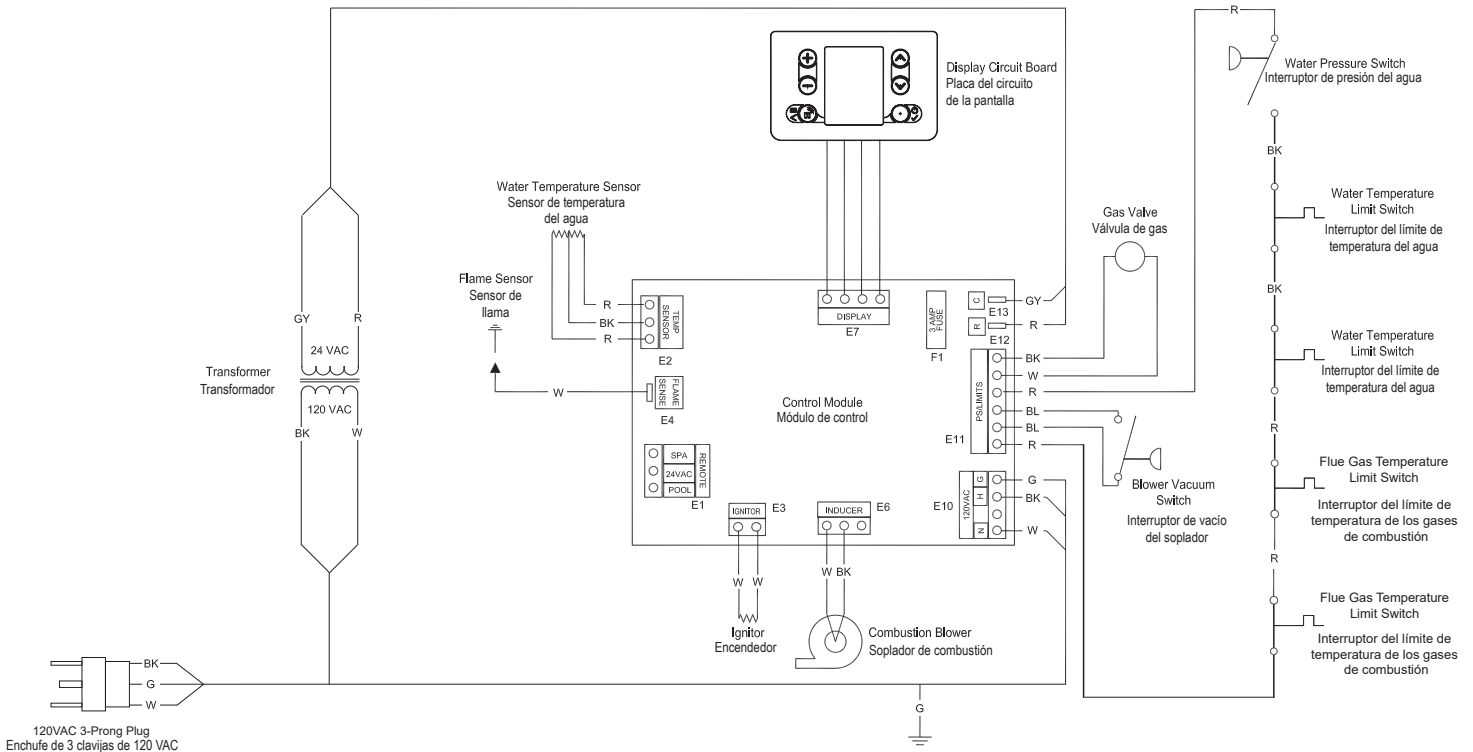 R
Water Pressure Switch
Interruptor de presión del agua
BK
Water Temperature
Limit Switch
Interruptor del límite de
temperatura del agua
BK
Water Temperature
Limit Switch
Interruptor del límite de
temperatura del agua
R
Flue Gas Temperature
Limit Switch
Interruptor del límite de
temperatura de los gases
de combustión
R
Flue Gas Temperature
Limit Switch
Interruptor del límite de
temperatura de los gases
de combustión
Display Circuit Board
Placa del circuito
de la pantalla
Water Temperature Sensor
Sensor de temperatura
del agua
Gas Valve
Válvula de gas
Flame Sensor
Sensor de
llama
GY
R
24 VAC
Transformer
Transformador
120 VAC
BK
W
R
BK
R
TEMP
SENSOR
E2
W
FLAME
SENSE
E4
DISPLAY
E7
3 AMP
FUSE
F1
C
GY
E13
R
R
E12
Control Module
Módulo de control
PS/LIMITS
E11
BK
W
R
BL
BL
R
Blower Vacuum
Switch
Interruptor de vacío
del soplador
SPA
24VAC
POOL
REMOTE
E1
IGNITOR
E3
INDUCER
E6
E10
120VAC
G
H
N
G
BK
W
W
W
Ignitor
Encendedor
W
BK
Combustion Blower
Soplador de combustión
BK
G
W
120VAC 3-Prong Plug
Enchufe de 3 clavijas de 120 VAC
G